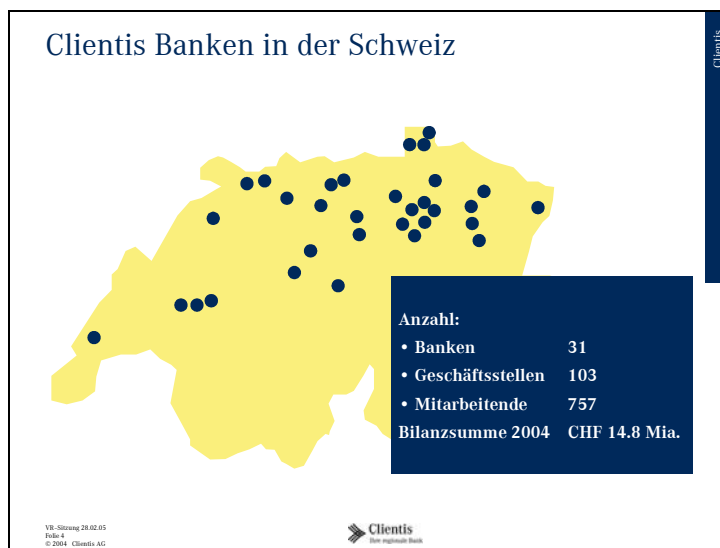 Clientis Banken in der Schweiz
Clientis
Anzahl:
• Banken 31
• Geschäftsstellen 103
• Mitarbeitende 757
Bilanzsumme 2004 CHF 14.8 Mia.
VR-Sitzung 28.02.05
Folie 4
© 2004 Clientis AG
Clientis
Ihre regionale Bank